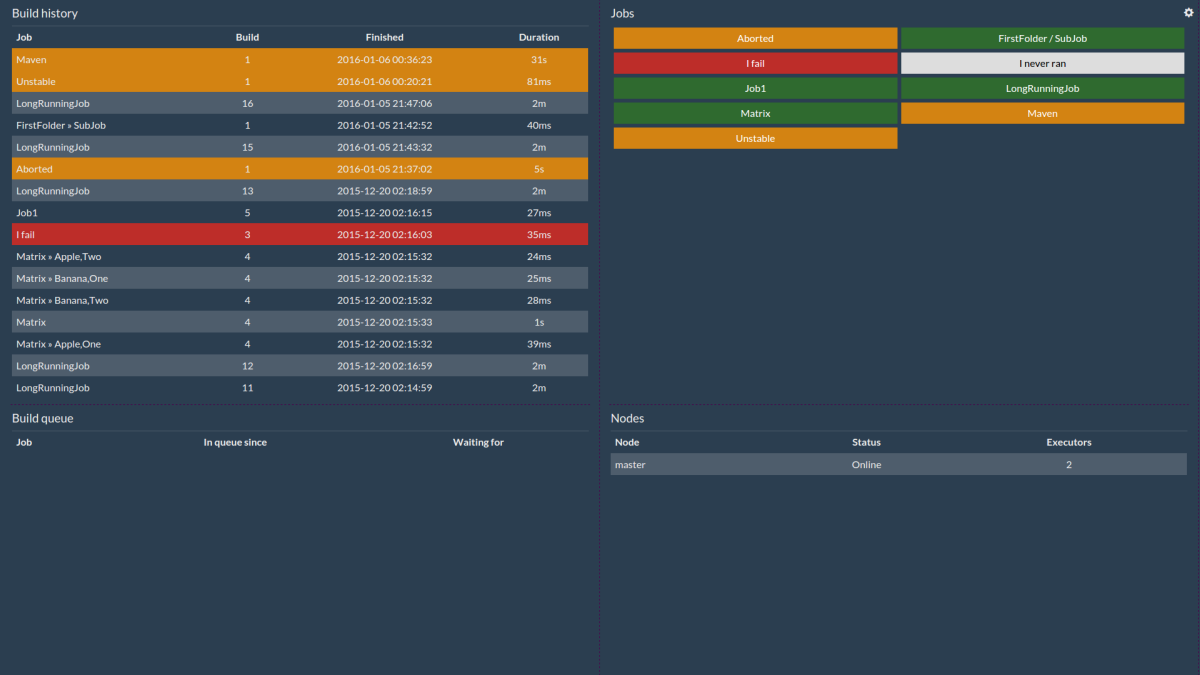 Build history
Job Build Finished Duration
Maven 1 2016-01-06 00:36:23 31s
Unstable 1 2016-01-06 00:20:21 81ms
LongRunningJob 16 2016-01-05 21:47:06 2m
FirstFolder » SubJob 1 2016-01-05 21:42:52 40ms
LongRunningJob 15 2016-01-05 21:43:32 2m
Aborted 1 2016-01-05 21:37:02 5s
LongRunningJob 13 2015-12-20 02:18:59 2m
Job1 5 2015-12-20 02:16:15 27ms
I fail 3 2015-12-20 02:16:03 35ms
Matrix » Apple,Two 4 2015-12-20 02:15:32 24ms
Matrix » Banana,One 4 2015-12-20 02:15:32 25ms
Matrix » Banana,Two 4 2015-12-20 02:15:32 28ms
Matrix 4 2015-12-20 02:15:33 1s
Matrix » Apple,One 4 2015-12-20 02:15:32 39ms
LongRunningJob 12 2015-12-20 02:16:59 2m
LongRunningJob 11 2015-12-20 02:14:59 2m
Jobs
Aborted FirstFolder / SubJob
I fail I never ran
Job1 LongRunningJob
Matrix Maven
Unstable
Build queue
Job In queue since Waiting for
Nodes
Node Status Executors
master Online 2